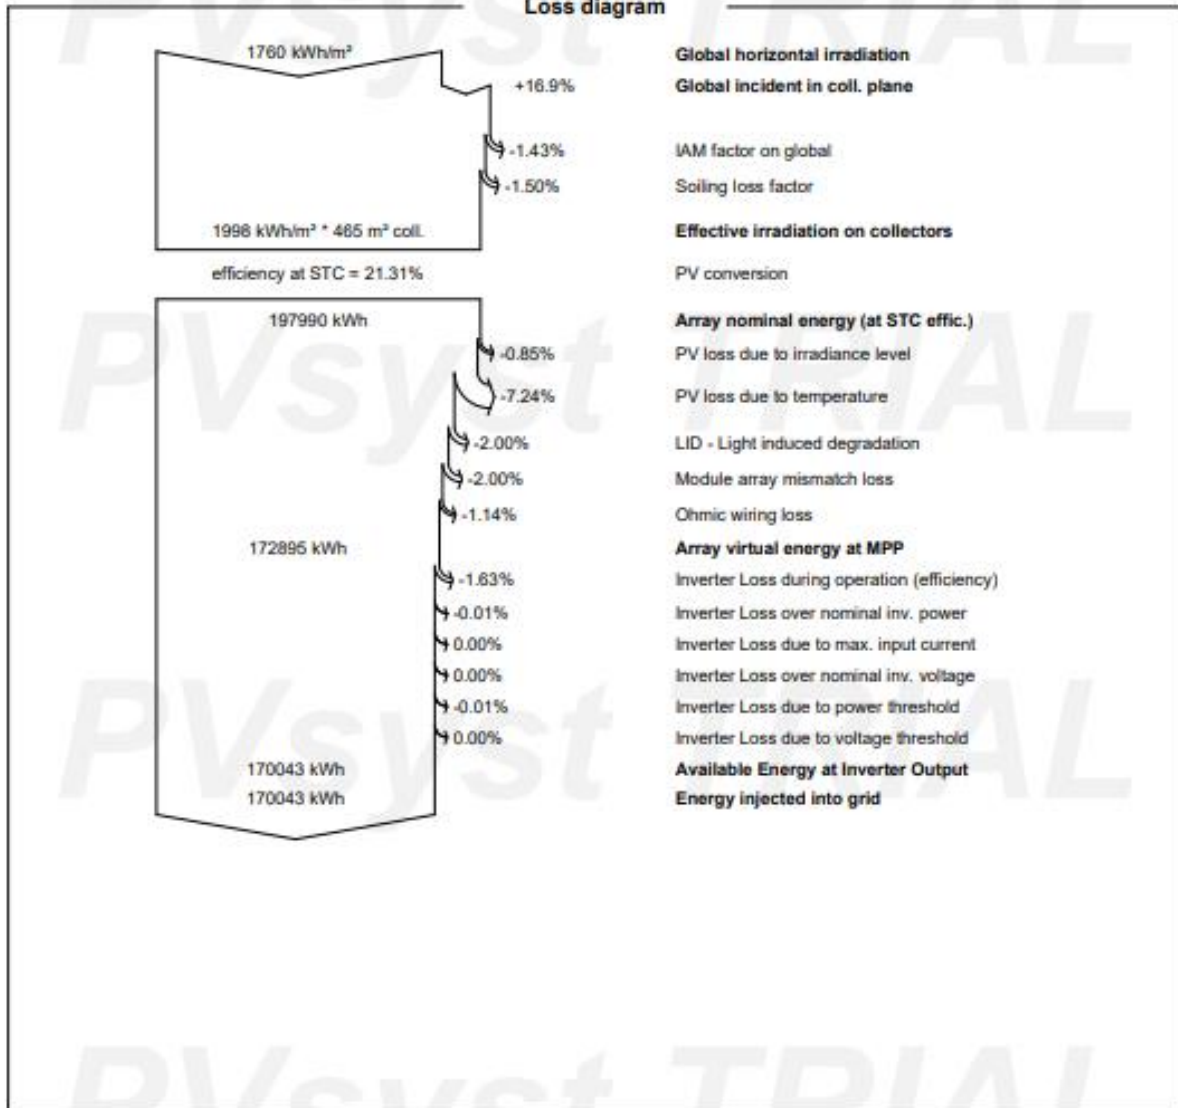 Loss diagram
1760 kWh/m² Global horizontal irradiation
+16.9% Global incident in coll. plane
-1.43% IAM factor on global
-1.50% Soiling loss factor
1998 kWh/m² * 465 m² coll. Effective irradiation on collectors
efficiency at STC = 21.31% PV conversion
197990 kWh Array nominal energy (at STC effic.)
-0.85% PV loss due to irradiance level
-7.24% PV loss due to temperature
-2.00% LID - Light induced degradation
-2.00% Module array mismatch loss
-1.14% Ohmic wiring loss
172895 kWh Array virtual energy at MPP
-1.63% Inverter Loss during operation (efficiency)
-0.01% Inverter Loss over nominal inv. power
0.00% Inverter Loss due to max. input current
0.00% Inverter Loss over nominal inv. voltage
-0.01% Inverter Loss due to power threshold
0.00% Inverter Loss due to voltage threshold
170043 kWh Available Energy at Inverter Output
170043 kWh Energy injected into grid
PVsyst TRIAL
PVsyst TRIAL
PVsyst TRIAL
PVsyst TRIAL